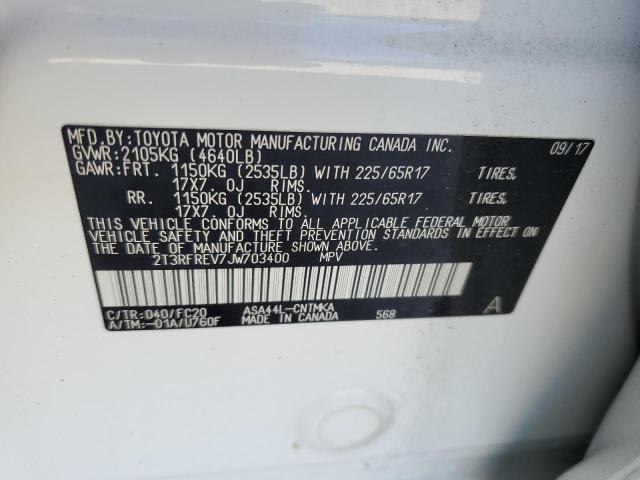 MFD. BY: TOYOTA MOTOR MANUFACTURING CANADA INC. 09/17
GVWR: 2105KG (4640LB)
GAWR: FRT. 1150KG (2535LB) WITH 225/65R17 TIRES,
17X7.0J RIMS.
RR. 1150KG (2535LB) WITH 225/65R17 TIRES,
17X7.0J RIMS.
THIS VEHICLE CONFORMS TO ALL APPLICABLE FEDERAL MOTOR
VEHICLE SAFETY AND THEFT PREVENTION STANDARDS IN EFFECT ON
THE DATE OF MANUFACTURE SHOWN ABOVE.
2T3RFREV7JW703400 MPV
C/TR: 040/FC20 ASA44L-CNTMKA A
A/TM: -01A/U760F MADE IN CANADA 568